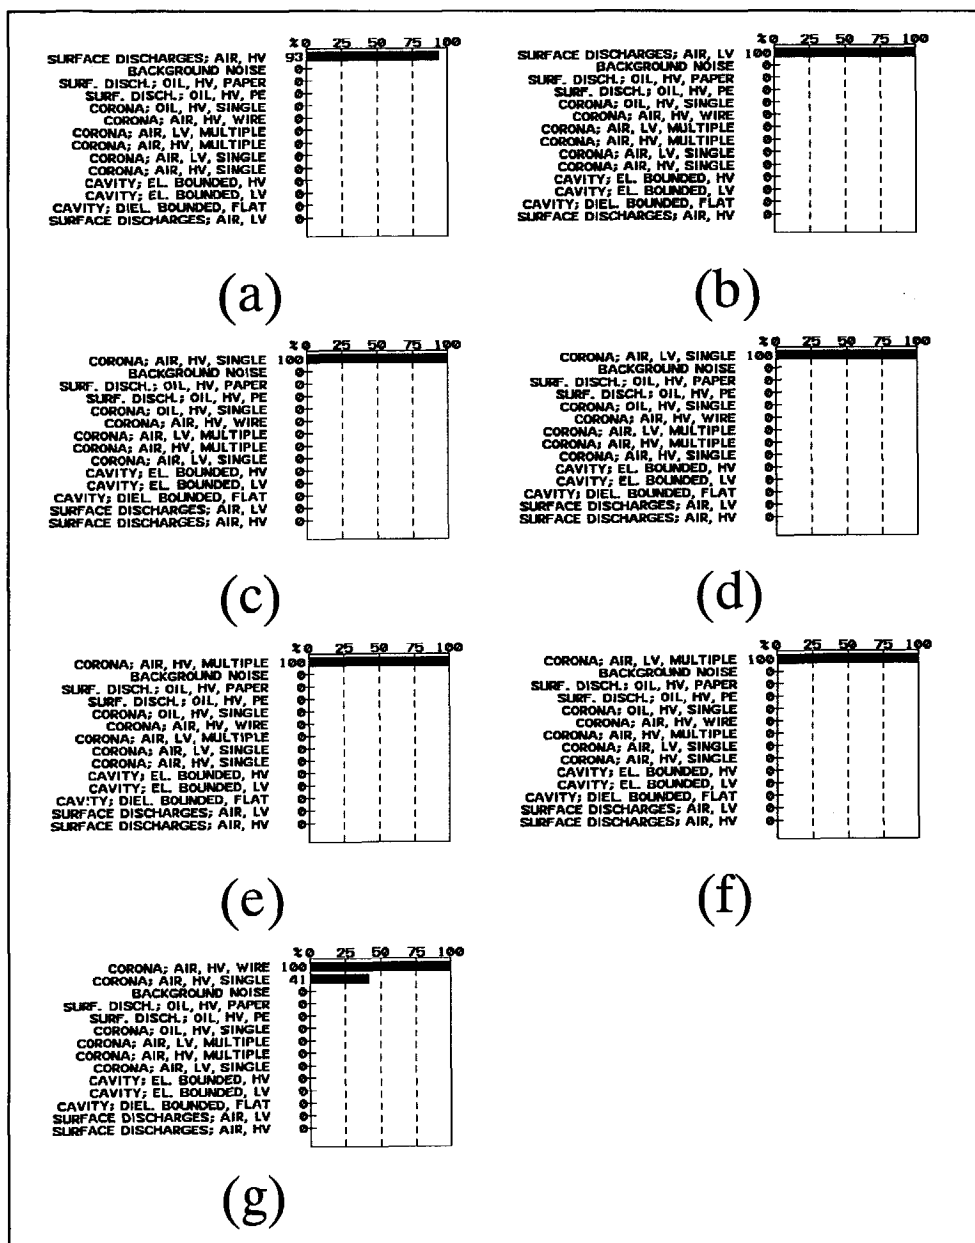 % 0 25 50 75 100
SURFACE DISCHARGES; AIR, HV 93
BACKGROUND NOISE 0
SURF. DISCH.; OIL, HV, PAPER 0
SURF. DISCH.; OIL, HV, PE 0
CORONA; OIL, HV, SINGLE 0
CORONA; AIR, HV, WIRE 0
CORONA; AIR, LV, MULTIPLE 0
CORONA; AIR, HV, MULTIPLE 0
CORONA; AIR, LV, SINGLE 0
CORONA; AIR, HV, SINGLE 0
CAVITY; EL. BOUNDED, HV 0
CAVITY; EL. BOUNDED, LV 0
CAVITY; DIEL. BOUNDED, FLAT 0
SURFACE DISCHARGES; AIR, LV 0
(a)
% 0 25 50 75 100
SURFACE DISCHARGES; AIR, LV 100
BACKGROUND NOISE 0
SURF. DISCH.; OIL, HV, PAPER 0
SURF. DISCH.; OIL, HV, PE 0
CORONA; OIL, HV, SINGLE 0
CORONA; AIR, HV, WIRE 0
CORONA; AIR, LV, MULTIPLE 0
CORONA; AIR, HV, MULTIPLE 0
CORONA; AIR, LV, SINGLE 0
CORONA; AIR, HV, SINGLE 0
CAVITY; EL. BOUNDED, HV 0
CAVITY; EL. BOUNDED, LV 0
CAVITY; DIEL. BOUNDED, FLAT 0
SURFACE DISCHARGES; AIR, HV 0
(b)
% 0 25 50 75 100
CORONA; AIR, HV, SINGLE 100
BACKGROUND NOISE 0
SURF. DISCH.; OIL, HV, PAPER 0
SURF. DISCH.; OIL, HV, PE 0
CORONA; OIL, HV, SINGLE 0
CORONA; AIR, HV, WIRE 0
CORONA; AIR, LV, MULTIPLE 0
CORONA; AIR, HV, MULTIPLE 0
CORONA; AIR, LV, SINGLE 0
CAVITY; EL. BOUNDED, HV 0
CAVITY; EL. BOUNDED, LV 0
CAVITY; DIEL. BOUNDED, FLAT 0
SURFACE DISCHARGES; AIR, LV 0
SURFACE DISCHARGES; AIR, HV 0
(c)
% 0 25 50 75 100
CORONA; AIR, LV, SINGLE 100
BACKGROUND NOISE 0
SURF. DISCH.; OIL, HV, PAPER 0
SURF. DISCH.; OIL, HV, PE 0
CORONA; OIL, HV, SINGLE 0
CORONA; AIR, HV, WIRE 0
CORONA; AIR, LV, MULTIPLE 0
CORONA; AIR, HV, MULTIPLE 0
CORONA; AIR, HV, SINGLE 0
CAVITY; EL. BOUNDED, HV 0
CAVITY; EL. BOUNDED, LV 0
CAVITY; DIEL. BOUNDED, FLAT 0
SURFACE DISCHARGES; AIR, LV 0
SURFACE DISCHARGES; AIR, HV 0
(d)
% 0 25 50 75 100
CORONA; AIR, HV, MULTIPLE 100
BACKGROUND NOISE 0
SURF. DISCH.; OIL, HV, PAPER 0
SURF. DISCH.; OIL, HV, PE 0
CORONA; OIL, HV, SINGLE 0
CORONA; AIR, HV, WIRE 0
CORONA; AIR, LV, MULTIPLE 0
CORONA; AIR, LV, SINGLE 0
CORONA; AIR, HV, SINGLE 0
CAVITY; EL. BOUNDED, HV 0
CAVITY; EL. BOUNDED, LV 0
CAVITY; DIEL. BOUNDED, FLAT 0
SURFACE DISCHARGES; AIR, LV 0
SURFACE DISCHARGES; AIR, HV 0
(e)
% 0 25 50 75 100
CORONA; AIR, LV, MULTIPLE 100
BACKGROUND NOISE 0
SURF. DISCH.; OIL, HV, PAPER 0
SURF. DISCH.; OIL, HV, PE 0
CORONA; OIL, HV, SINGLE 0
CORONA; AIR, HV, WIRE 0
CORONA; AIR, HV, MULTIPLE 0
CORONA; AIR, LV, SINGLE 0
CORONA; AIR, HV, SINGLE 0
CAVITY; EL. BOUNDED, HV 0
CAVITY; EL. BOUNDED, LV 0
CAVITY; DIEL. BOUNDED, FLAT 0
SURFACE DISCHARGES; AIR, LV 0
SURFACE DISCHARGES; AIR, HV 0
(f)
% 0 25 50 75 100
CORONA; AIR, HV, WIRE 100
CORONA; AIR, HV, SINGLE 41
BACKGROUND NOISE 0
SURF. DISCH.; OIL, HV, PAPER 0
SURF. DISCH.; OIL, HV, PE 0
CORONA; OIL, HV, SINGLE 0
CORONA; AIR, LV, MULTIPLE 0
CORONA; AIR, HV, MULTIPLE 0
CORONA; AIR, LV, SINGLE 0
CAVITY; EL. BOUNDED, HV 0
CAVITY; EL. BOUNDED, LV 0
CAVITY; DIEL. BOUNDED, FLAT 0
SURFACE DISCHARGES; AIR, LV 0
SURFACE DISCHARGES; AIR, HV 0
(g)